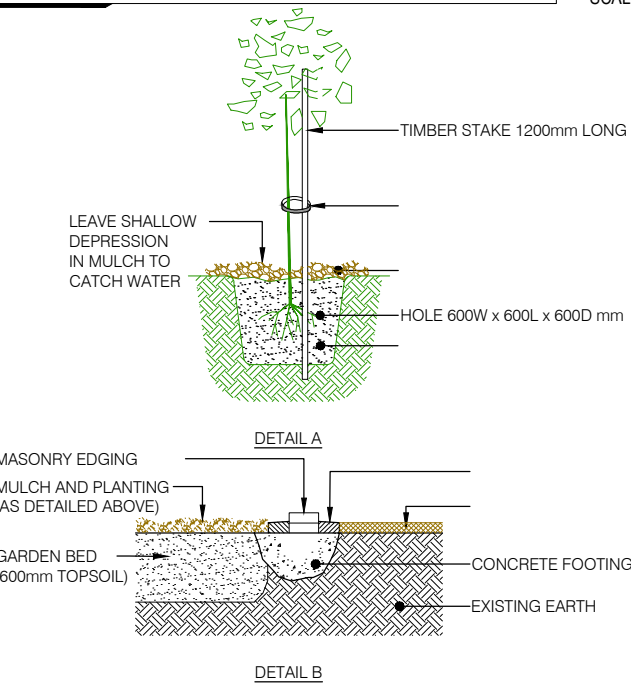 TIMBER STAKE 1200mm LONG
LEAVE SHALLOW
DEPRESSION
IN MULCH TO
CATCH WATER
HOLE 600W x 600L x 600D mm
DETAIL A
MASONRY EDGING
MULCH AND PLANTING
AS DETAILED ABOVE)
GARDEN BED
600mm TOPSOIL)
CONCRETE FOOTING
EXISTING EARTH
DETAIL B